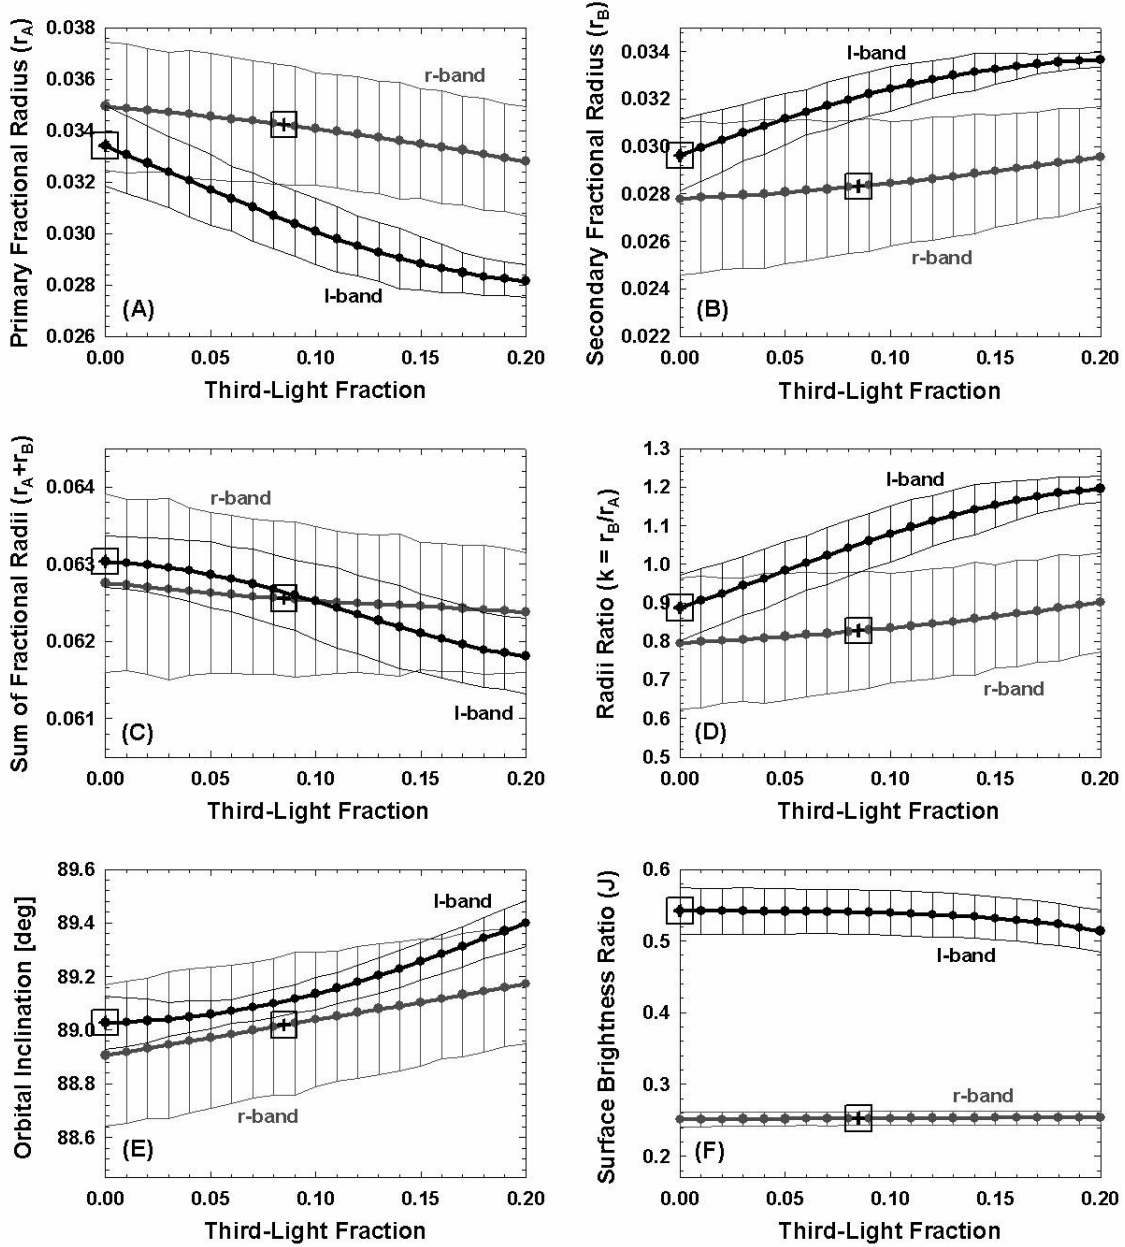 Primary Fractional Radius (rA)
0.038
0.036
0.034
0.032
0.030
0.028
0.026
r-band
I-band
(A)
0.00 0.05 0.10 0.15 0.20
Third-Light Fraction
Secondary Fractional Radius (rB)
0.034
0.032
0.030
0.028
0.026
0.024
0.022
I-band
r-band
(B)
0.00 0.05 0.10 0.15 0.20
Third-Light Fraction
Sum of Fractional Radii (rA+rB)
0.064
0.063
0.062
0.061
r-band
I-band
(C)
0.00 0.05 0.10 0.15 0.20
Third-Light Fraction
Radii Ratio (k = rB/rA)
1.3
1.2
1.1
1.0
0.9
0.8
0.7
0.6
0.5
I-band
r-band
(D)
0.00 0.05 0.10 0.15 0.20
Third-Light Fraction
Orbital Inclination [deg]
89.6
89.4
89.2
89.0
88.8
88.6
I-band
r-band
(E)
0.00 0.05 0.10 0.15 0.20
Third-Light Fraction
Surface Brightness Ratio (J)
0.6
0.5
0.4
0.3
0.2
I-band
r-band
(F)
0.00 0.05 0.10 0.15 0.20
Third-Light Fraction